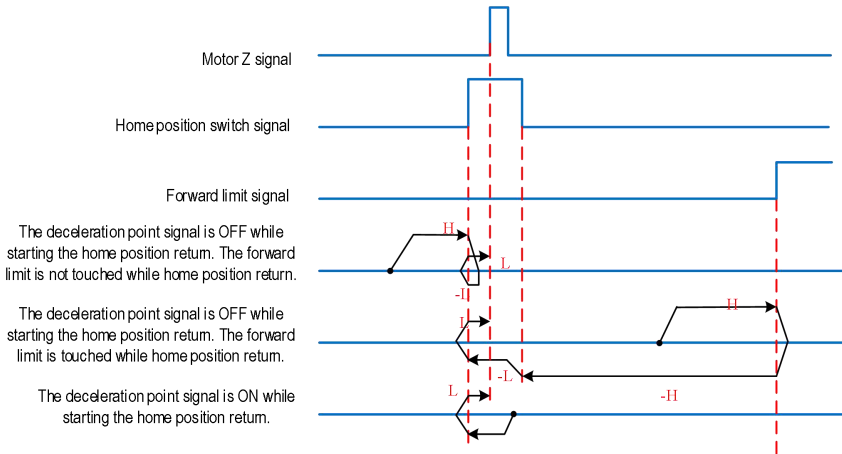 Motor Z signal
Home position switch signal
Forward limit signal
The deceleration point signal is OFF while
starting the home position return. The forward
limit is not touched while home position return.
H
L
-L
The deceleration point signal is OFF while
starting the home position return. The forward
limit is touched while home position return.
L
H
-L
-H
The deceleration point signal is ON while
starting the home position return.
L